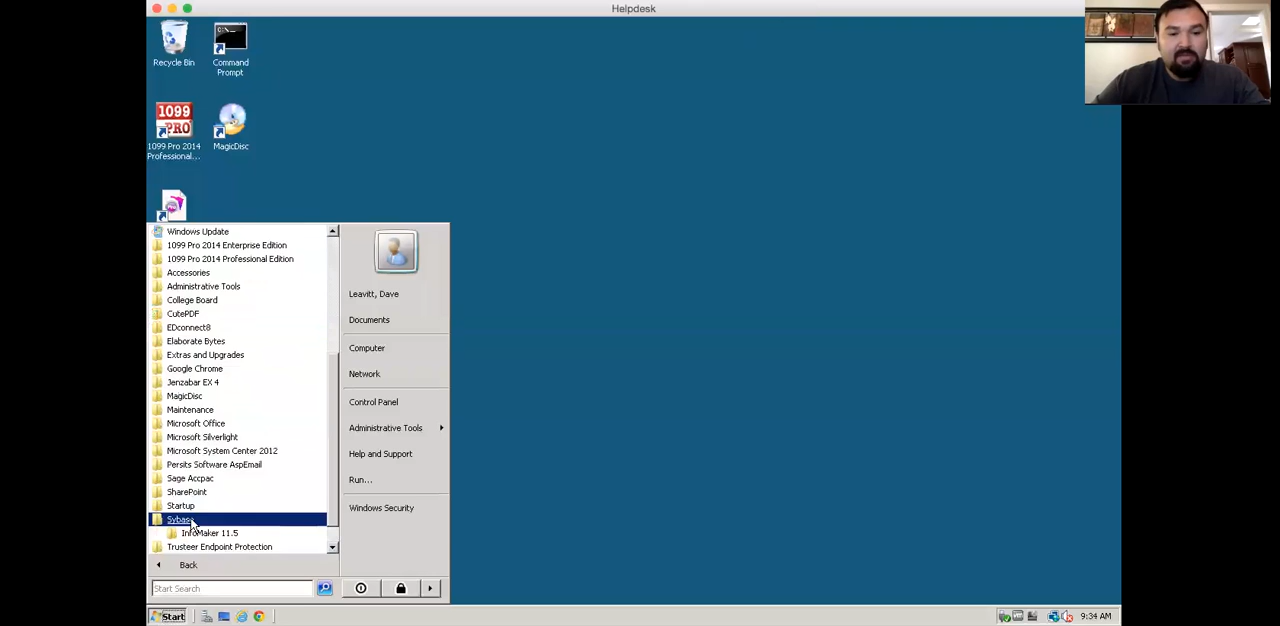 Helpdesk
Recycle Bin
Command
Prompt
C:\
1099
PRO
1099 Pro 2014
Professional...
MagicDisc
Windows Update
1099 Pro 2014 Enterprise Edition
1099 Pro 2014 Professional Edition
Accessories
Administrative Tools
College Board
CutePDF
EDconnect8
Elaborate Bytes
Extras and Upgrades
Google Chrome
Jenzabar EX 4
MagicDisc
Maintenance
Microsoft Office
Microsoft Silverlight
Microsoft System Center 2012
Persits Software AspEmail
Sage Accpac
SharePoint
Startup
Sybase
InfoMaker 11.5
Trusteer Endpoint Protection
Back
Start Search
Leavitt, Dave
Documents
Computer
Network
Control Panel
Administrative Tools
Help and Support
Run...
Windows Security
Start
9:34 AM